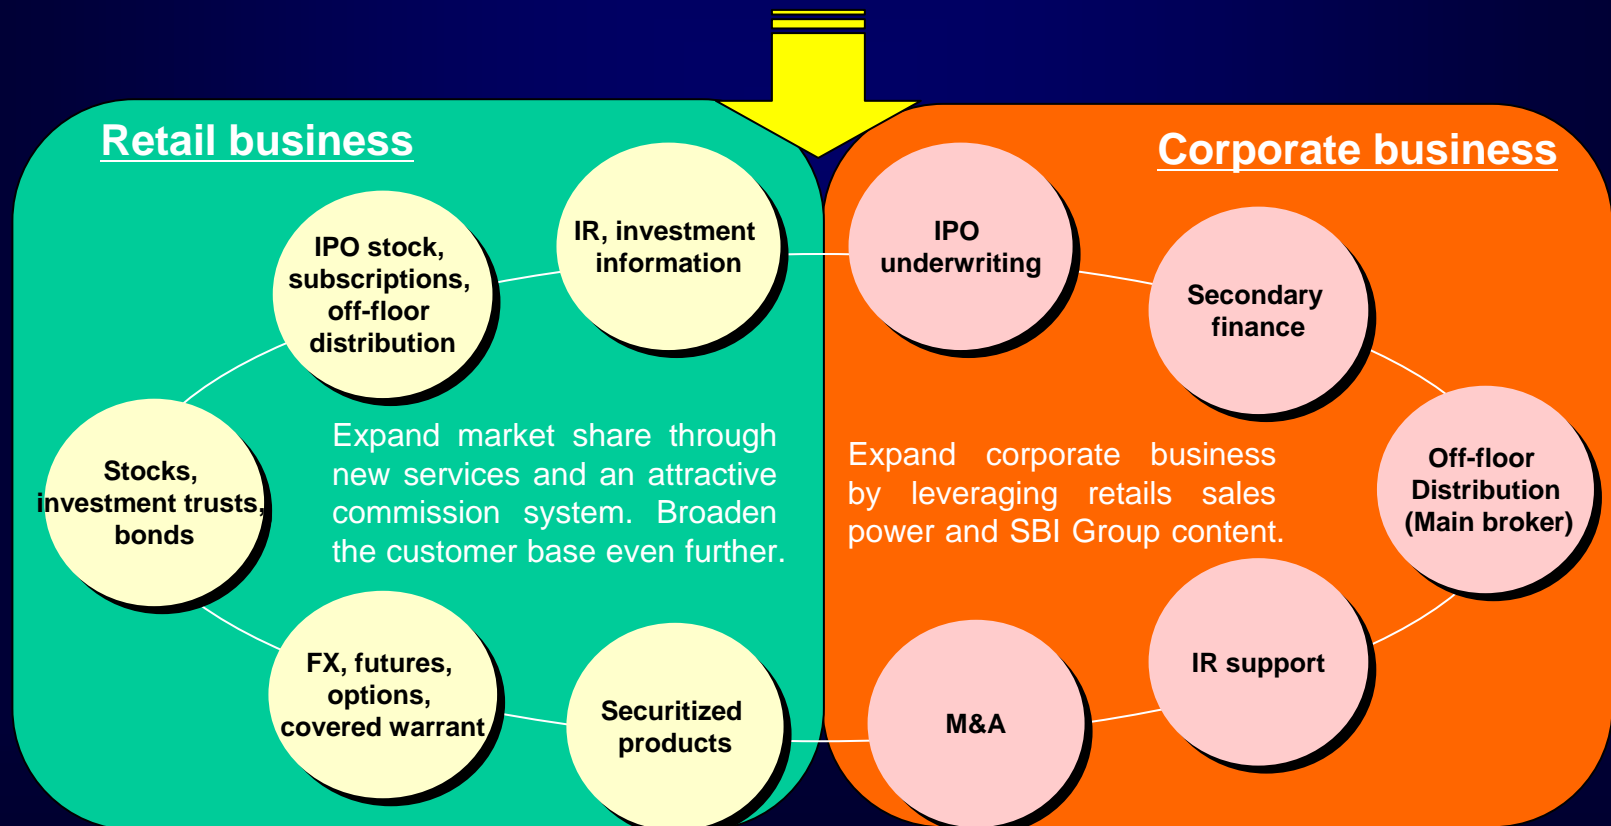 Retail business
IR, investment
information
IPO stock,
subscriptions,
off-floor
distribution
Stocks,
investment trusts,
bonds
Expand market share through
new services and an attractive
commission system. Broaden
the customer base even further.
FX, futures,
options,
covered warrant
Securitized
products
Corporate business
IPO
underwriting
Secondary
finance
Off-floor
Distribution
(Main broker)
Expand corporate business
by leveraging retails sales
power and SBI Group content.
IR support
M&A